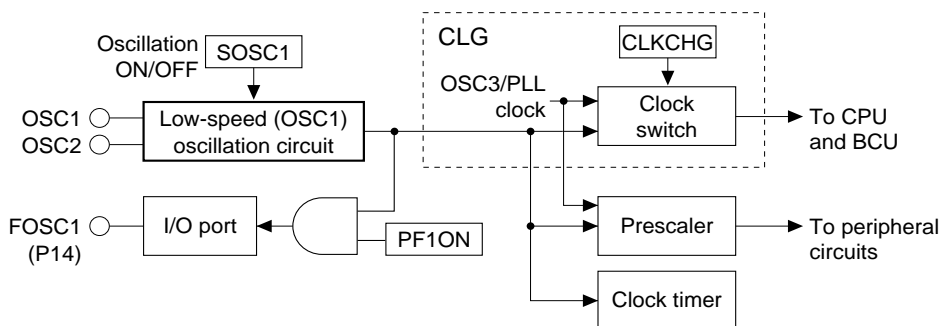 Oscillation
ON/OFF
SOSC1
CLG
CLKCHG
OSC3/PLL
clock
OSC1
OSC2
Low-speed (OSC1)
oscillation circuit
Clock
switch
To CPU
and BCU
FOSC1
(P14)
I/O port
PF1ON
Prescaler
To peripheral
circuits
Clock timer